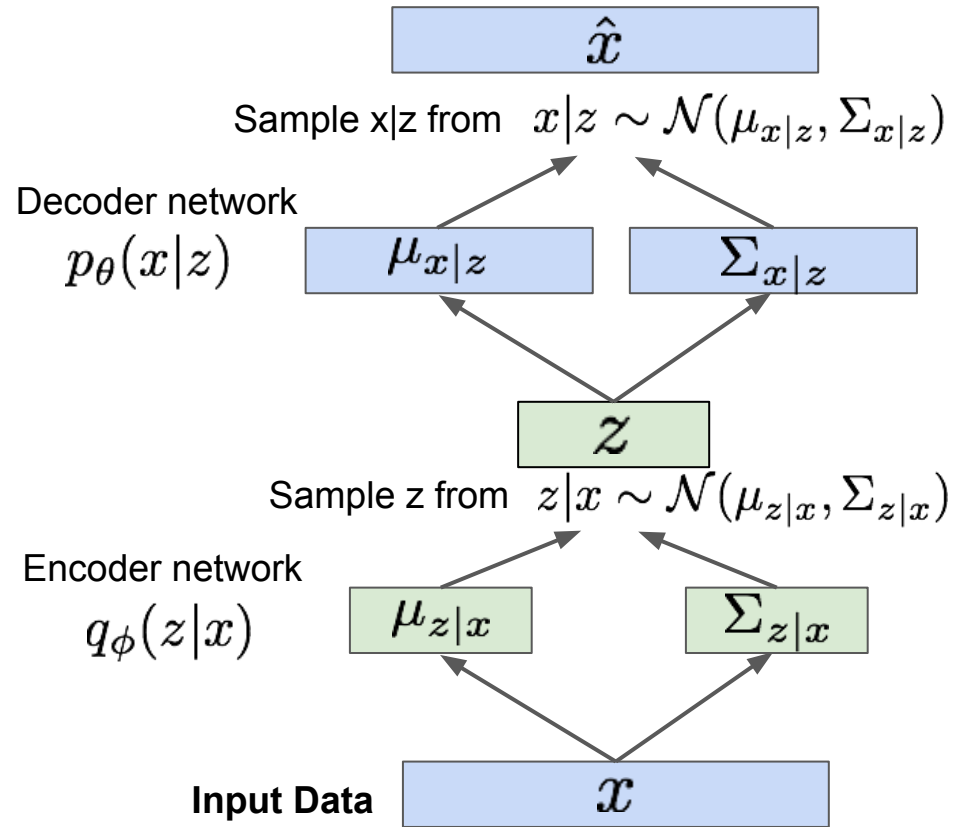 x̂
Sample x|z from x|z ∼ 𝒩(μ_{x|z}, Σ_{x|z})
Decoder network
p_θ(x|z)
μ_{x|z}
Σ_{x|z}
z
Sample z from z|x ∼ 𝒩(μ_{z|x}, Σ_{z|x})
Encoder network
q_ϕ(z|x)
μ_{z|x}
Σ_{z|x}
Input Data
x